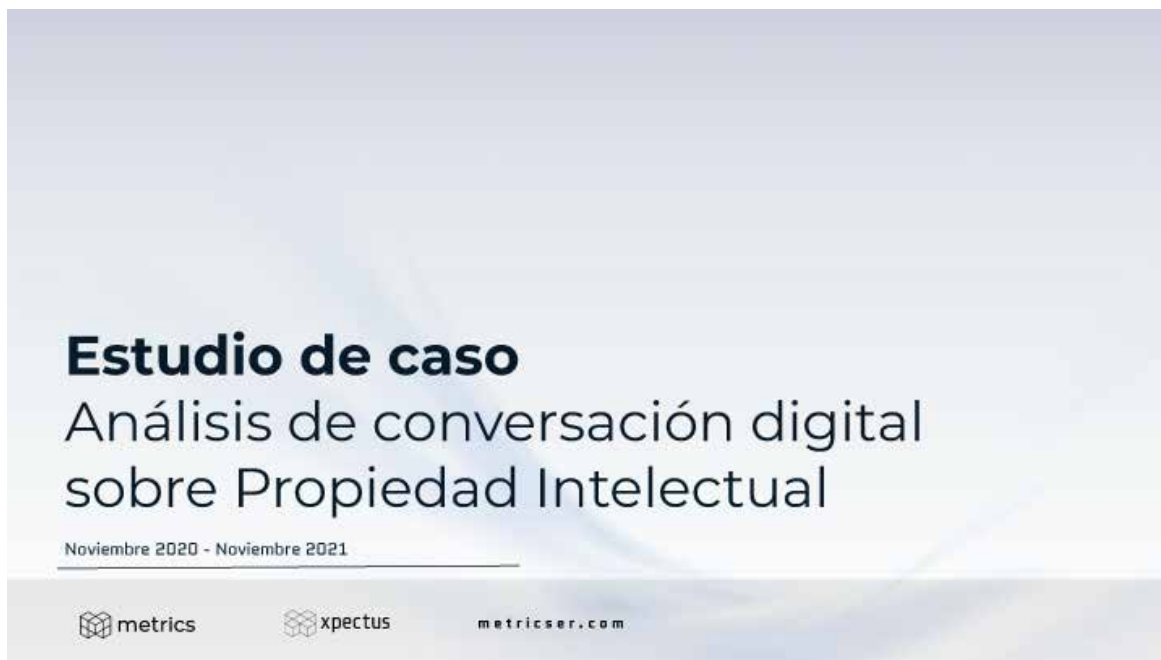 Estudio de caso
Análisis de conversación digital
sobre Propiedad Intelectual
Noviembre 2020 - Noviembre 2021
metrics xpectus metricser.com